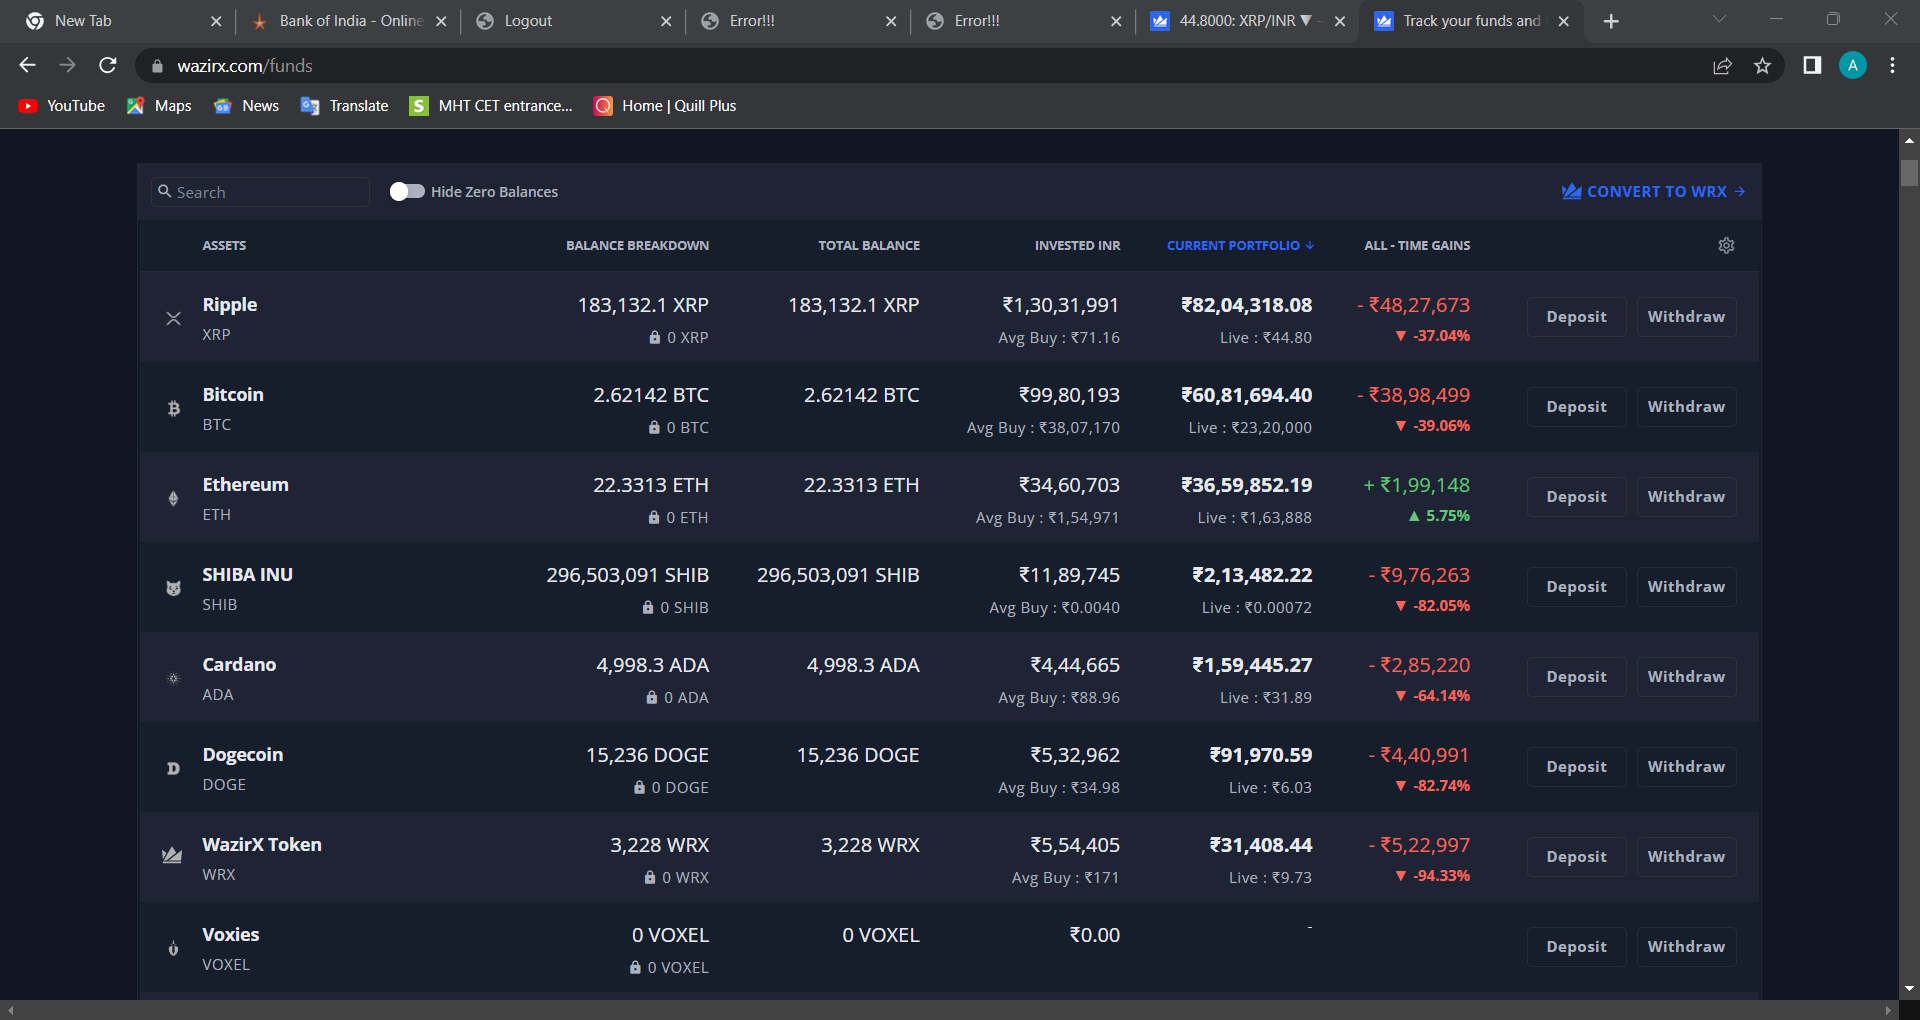 New Tab
Bank of India - Online
Logout
Error!!!
Error!!!
44.8000: XRP/INR ▼
Track your funds and
wazirx.com/funds
A
YouTube
Maps
News
Translate
MHT CET entrance...
Home | Quill Plus
Search
Hide Zero Balances
CONVERT TO WRX →
ASSETS BALANCE BREAKDOWN TOTAL BALANCE INVESTED INR CURRENT PORTFOLIO ↓ ALL - TIME GAINS
Ripple 183,132.1 XRP 183,132.1 XRP ₹1,30,31,991 ₹82,04,318.08 - ₹48,27,673 Deposit Withdraw
XRP 0 XRP Avg Buy : ₹71.16 Live : ₹44.80 ▼ -37.04%
Bitcoin 2.62142 BTC 2.62142 BTC ₹99,80,193 ₹60,81,694.40 - ₹38,98,499 Deposit Withdraw
BTC 0 BTC Avg Buy : ₹38,07,170 Live : ₹23,20,000 ▼ -39.06%
Ethereum 22.3313 ETH 22.3313 ETH ₹34,60,703 ₹36,59,852.19 + ₹1,99,148 Deposit Withdraw
ETH 0 ETH Avg Buy : ₹1,54,971 Live : ₹1,63,888 ▲ 5.75%
SHIBA INU 296,503,091 SHIB 296,503,091 SHIB ₹11,89,745 ₹2,13,482.22 - ₹9,76,263 Deposit Withdraw
SHIB 0 SHIB Avg Buy : ₹0.0040 Live : ₹0.00072 ▼ -82.05%
Cardano 4,998.3 ADA 4,998.3 ADA ₹4,44,665 ₹1,59,445.27 - ₹2,85,220 Deposit Withdraw
ADA 0 ADA Avg Buy : ₹88.96 Live : ₹31.89 ▼ -64.14%
Dogecoin 15,236 DOGE 15,236 DOGE ₹5,32,962 ₹91,970.59 - ₹4,40,991 Deposit Withdraw
DOGE 0 DOGE Avg Buy : ₹34.98 Live : ₹6.03 ▼ -82.74%
WazirX Token 3,228 WRX 3,228 WRX ₹5,54,405 ₹31,408.44 - ₹5,22,997 Deposit Withdraw
WRX 0 WRX Avg Buy : ₹171 Live : ₹9.73 ▼ -94.33%
Voxies 0 VOXEL 0 VOXEL ₹0.00 - Deposit Withdraw
VOXEL 0 VOXEL